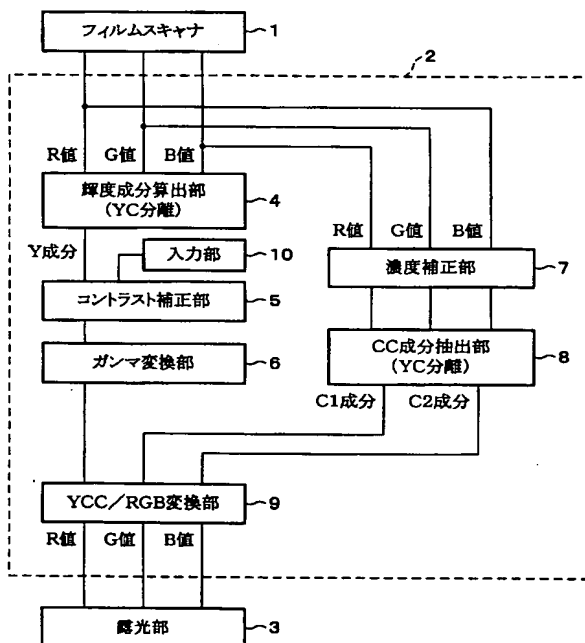 フィルムスキャナ
1
2
R値 G値 B値
輝度成分算出部
(YC分離)
4
R値 G値 B値
Y成分
入力部
10
濃度補正部
7
コントラスト補正部
5
ガンマ変換部
6
CC成分抽出部
(YC分離)
8
C1成分 C2成分
YCC／RGB変換部
9
R値 G値 B値
露光部
3